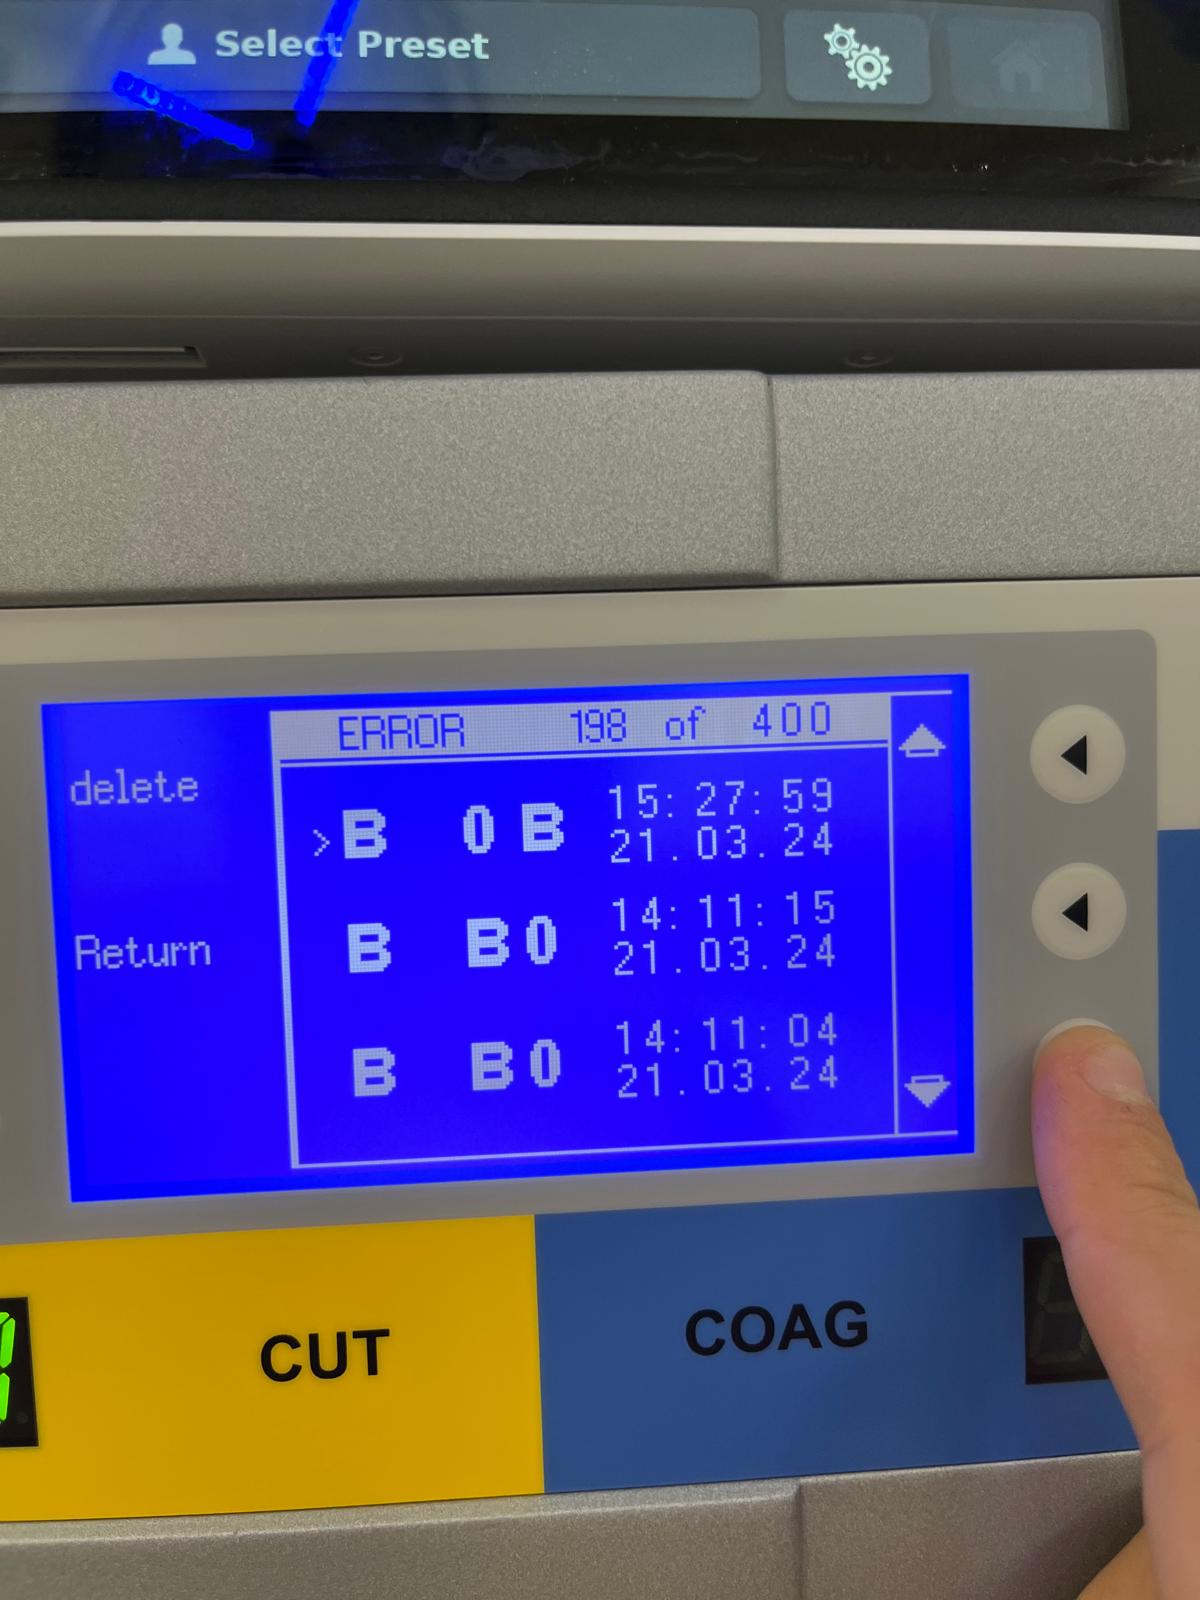 Select Preset
ERROR 198 of 400
delete
>B 0B 15:27:59
21.03.24
Return
B B0 14:11:15
21.03.24
B B0 14:11:04
21.03.24
CUT
COAG